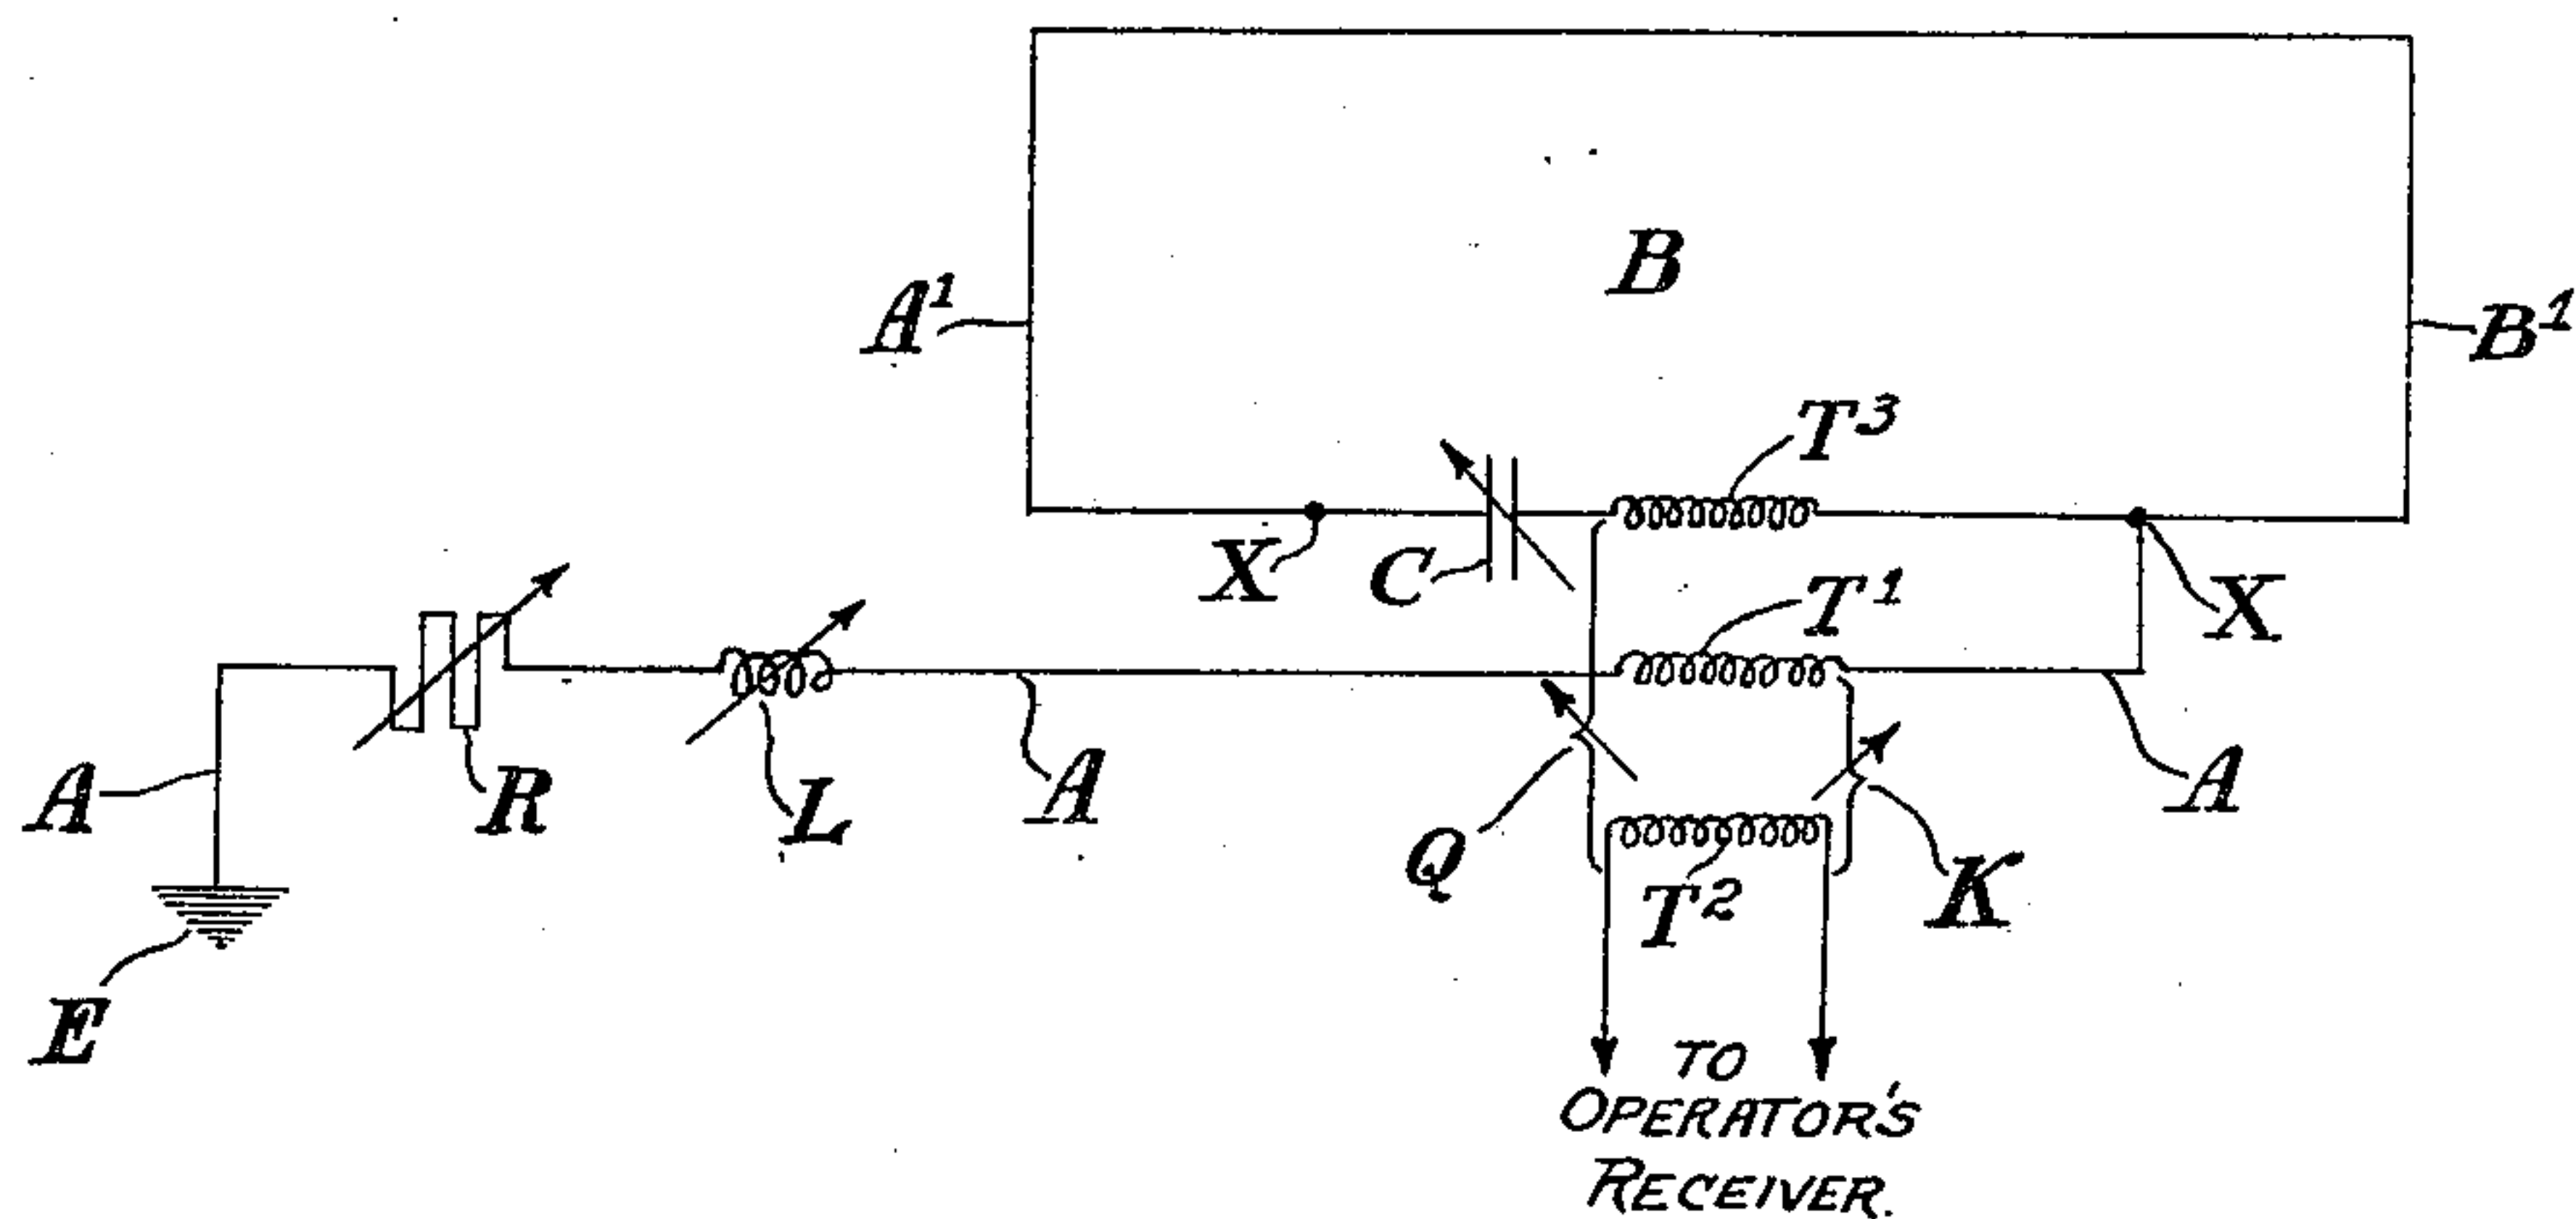 B
A¹
B¹
T³
X
C
T¹
X
A
R
L
A
Q
T²
K
A
E
TO
OPERATOR'S
RECEIVER.